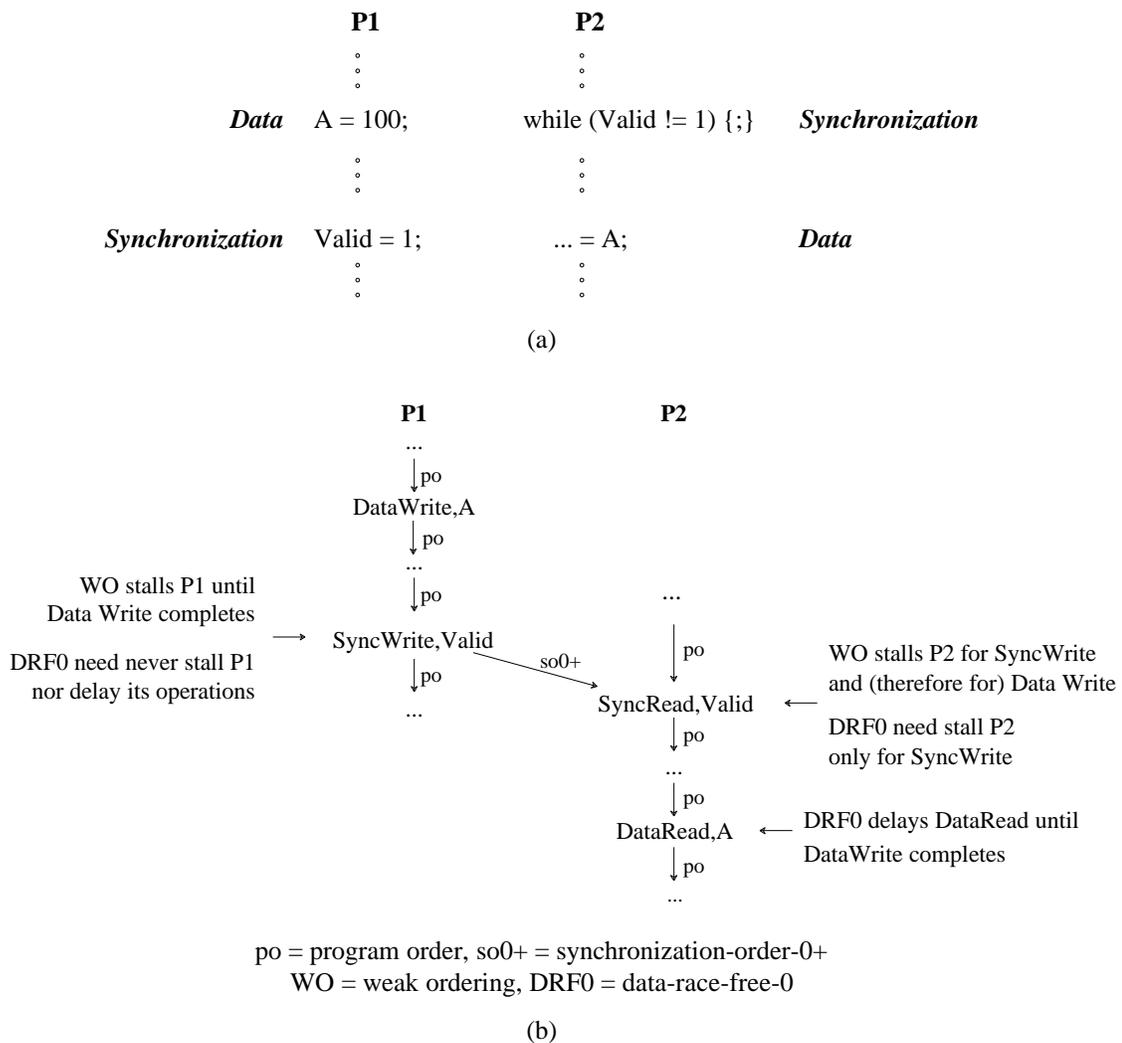 P1 P2
Data A = 100; while (Valid != 1) {;} Synchronization
Synchronization Valid = 1; ... = A; Data
(a)
P1 P2
...
po
DataWrite,A
po
...
WO stalls P1 until
po
...
Data Write completes
SyncWrite,Valid
so0+
po
WO stalls P2 for SyncWrite
DRF0 need never stall P1
po
and (therefore for) Data Write
nor delay its operations
SyncRead,Valid
...
DRF0 need stall P2
po
only for SyncWrite
...
po
DRF0 delays DataRead until
DataRead,A
DataWrite completes
po
...
po = program order, so0+ = synchronization-order-0+
WO = weak ordering, DRF0 = data-race-free-0
(b)